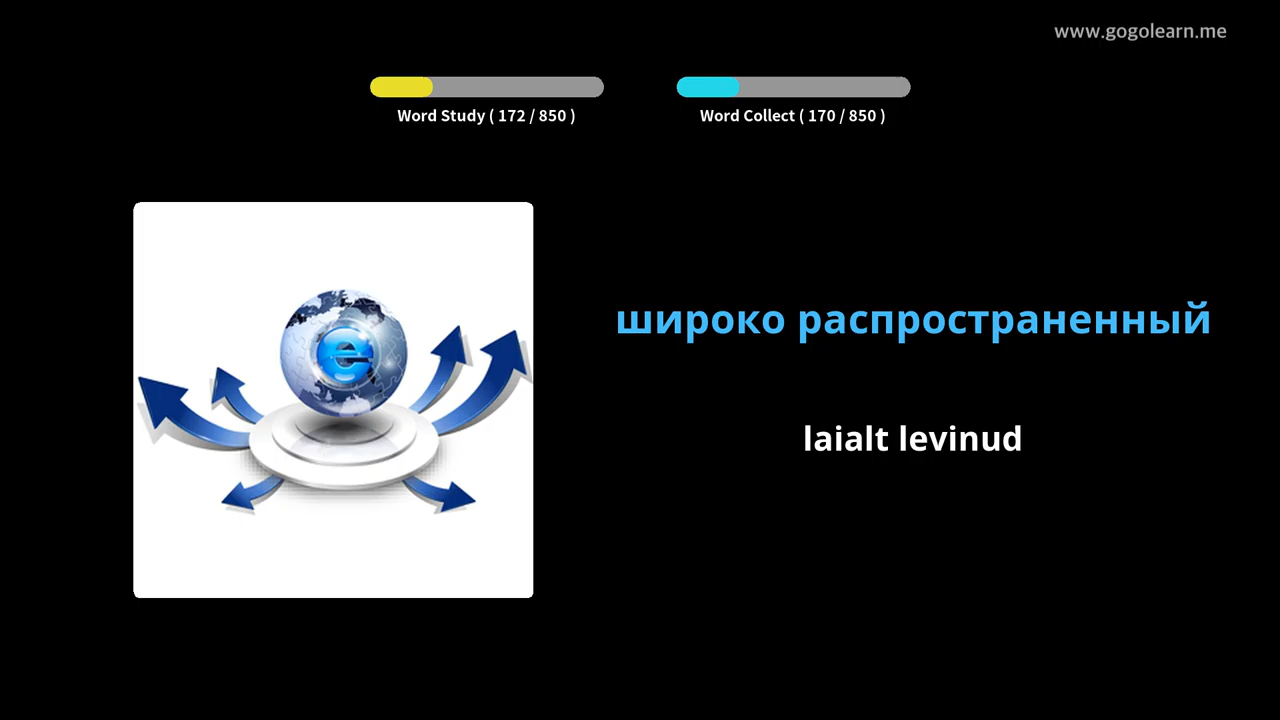 www.gogolearn.me
Word Study ( 172 / 850 )
Word Collect ( 170 / 850 )
e
широко распространенный
laialt levinud